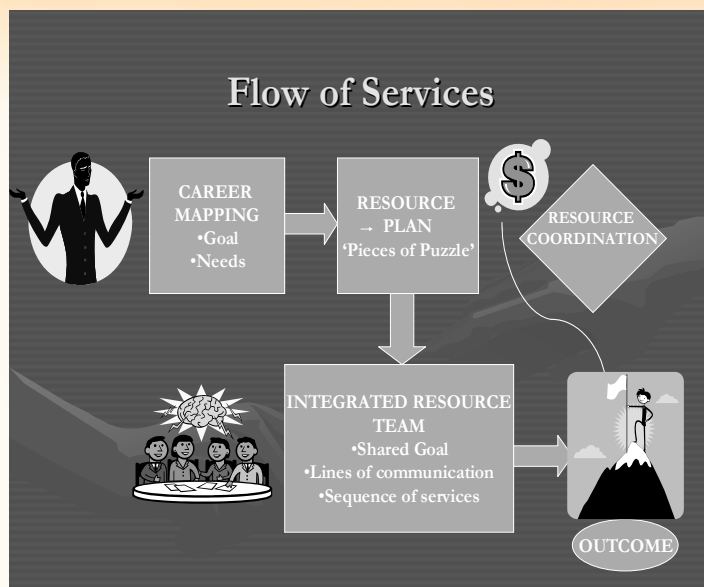 Flow of Services
CAREER
MAPPING
•Goal
•Needs
RESOURCE
→ PLAN
‘Pieces of Puzzle’
$
RESOURCE
COORDINATION
INTEGRATED RESOURCE
TEAM
•Shared Goal
•Lines of communication
•Sequence of services
OUTCOME